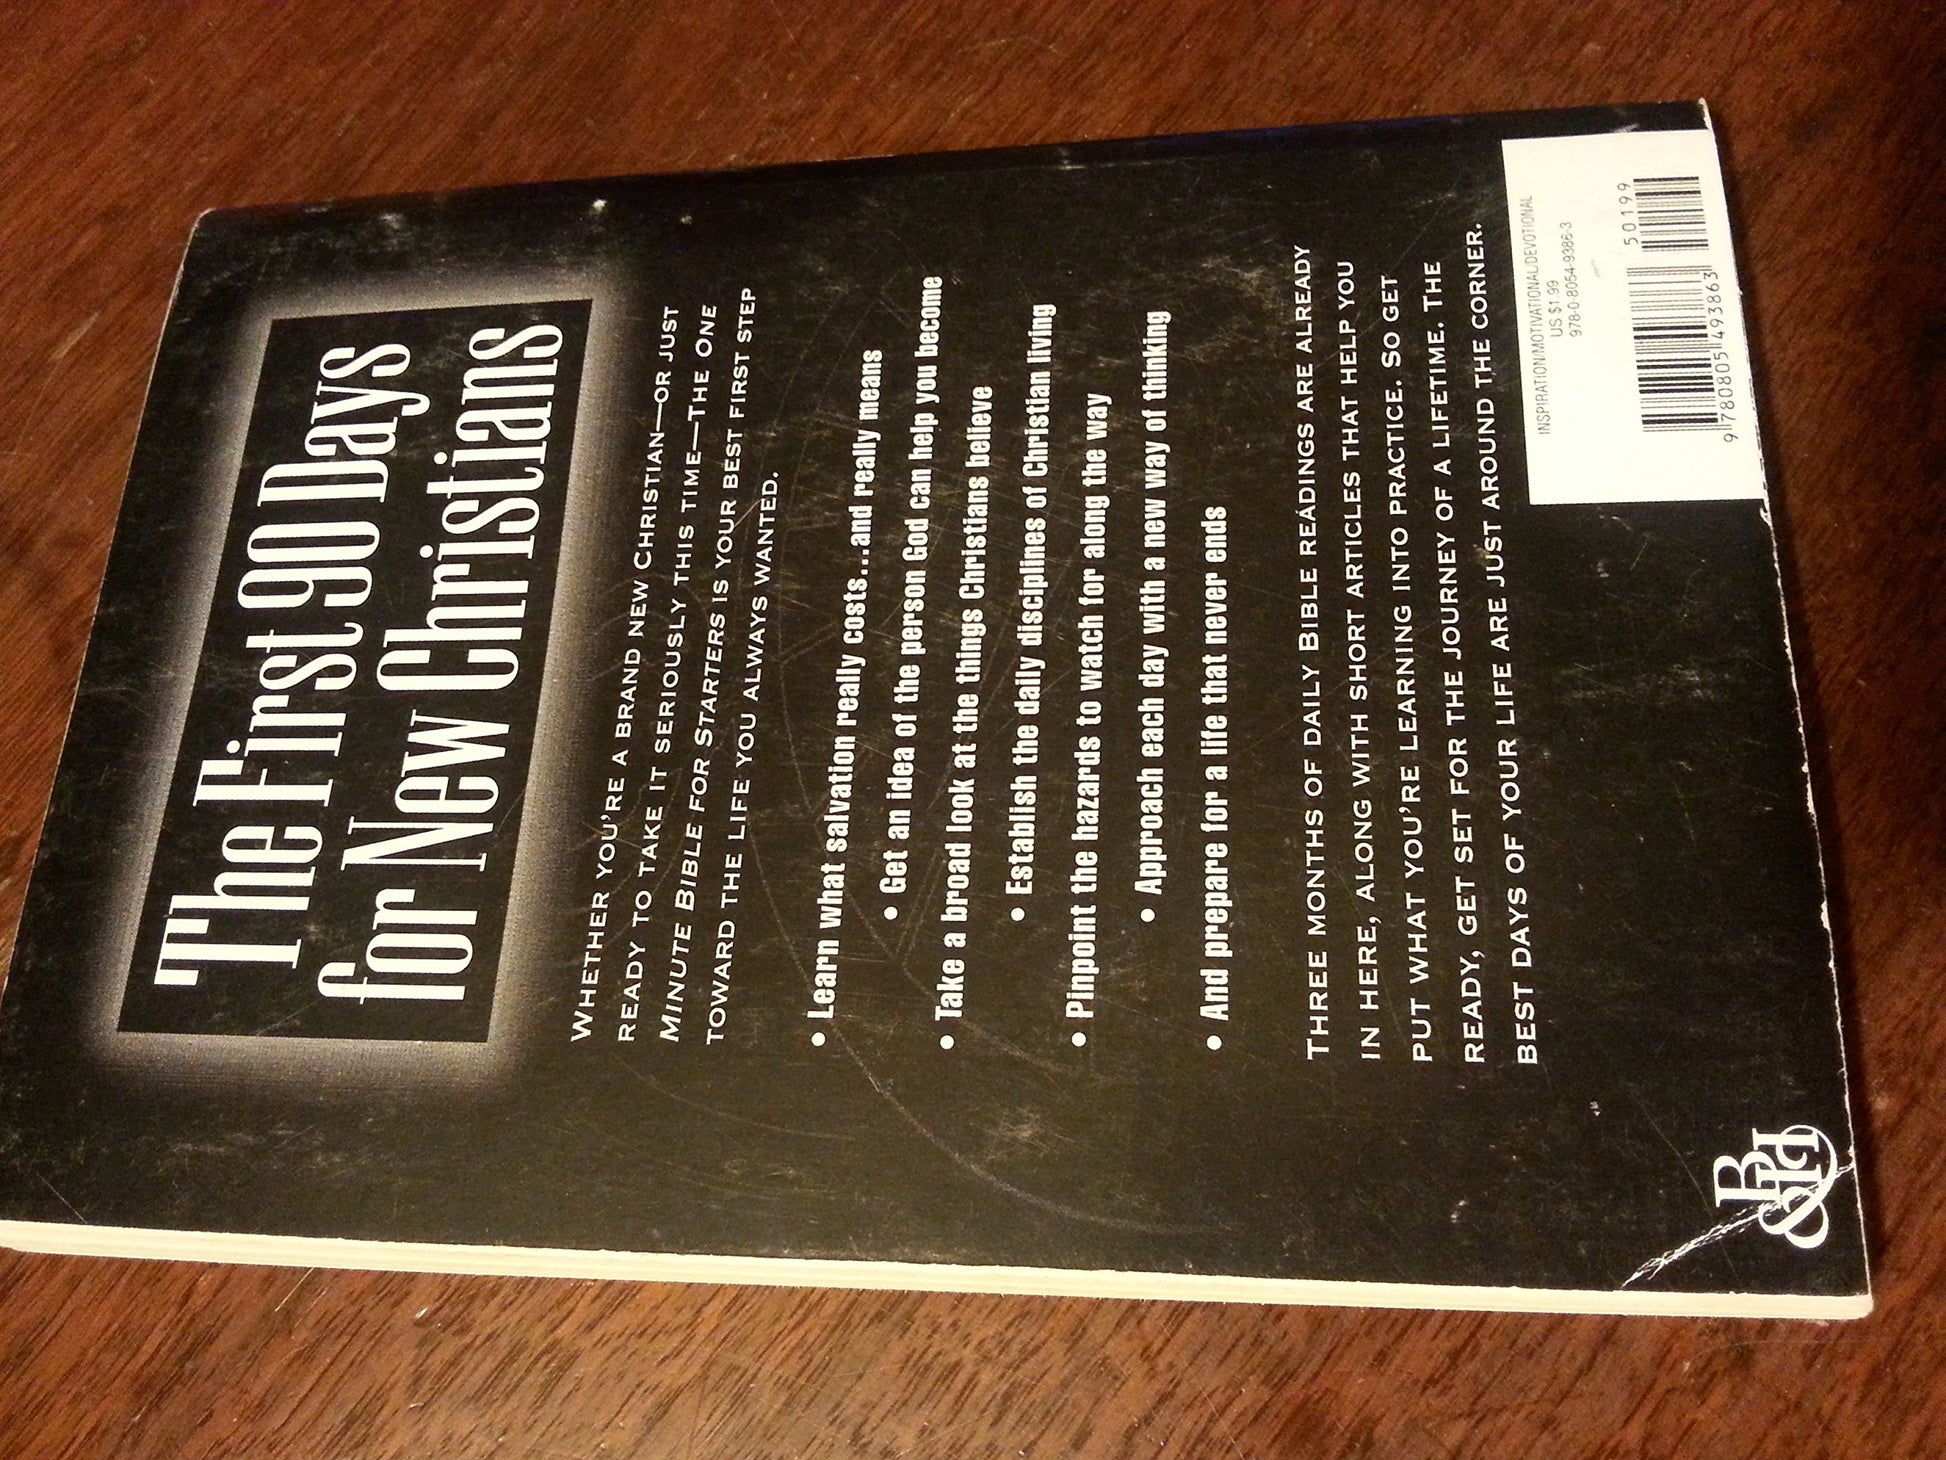 The First 90 Days
for New Christians
WHETHER YOU'RE A BRAND NEW CHRISTIAN—OR JUST
READY TO TAKE IT SERIOUSLY THIS TIME—THE ONE
MINUTE BIBLE FOR STARTERS IS YOUR BEST FIRST STEP
TOWARD THE LIFE YOU ALWAYS WANTED.
• Learn what salvation really costs...and really means
• Get an idea of the person God can help you become
• Take a broad look at the things Christians believe
• Establish the daily disciplines of Christian living
• Pinpoint the hazards to watch for along the way
• Approach each day with a new way of thinking
• And prepare for a life that never ends
THREE MONTHS OF DAILY BIBLE READINGS ARE ALREADY
IN HERE, ALONG WITH SHORT ARTICLES THAT HELP YOU
PUT WHAT YOU'RE LEARNING INTO PRACTICE. SO GET
READY, GET SET FOR THE JOURNEY OF A LIFETIME. THE
BEST DAYS OF YOUR LIFE ARE JUST AROUND THE CORNER.
INSPIRATION/MOTIVATIONAL/DEVOTIONAL
US $1.99
978-0-8054-9386-3
50199
9 780805 493863
B&H